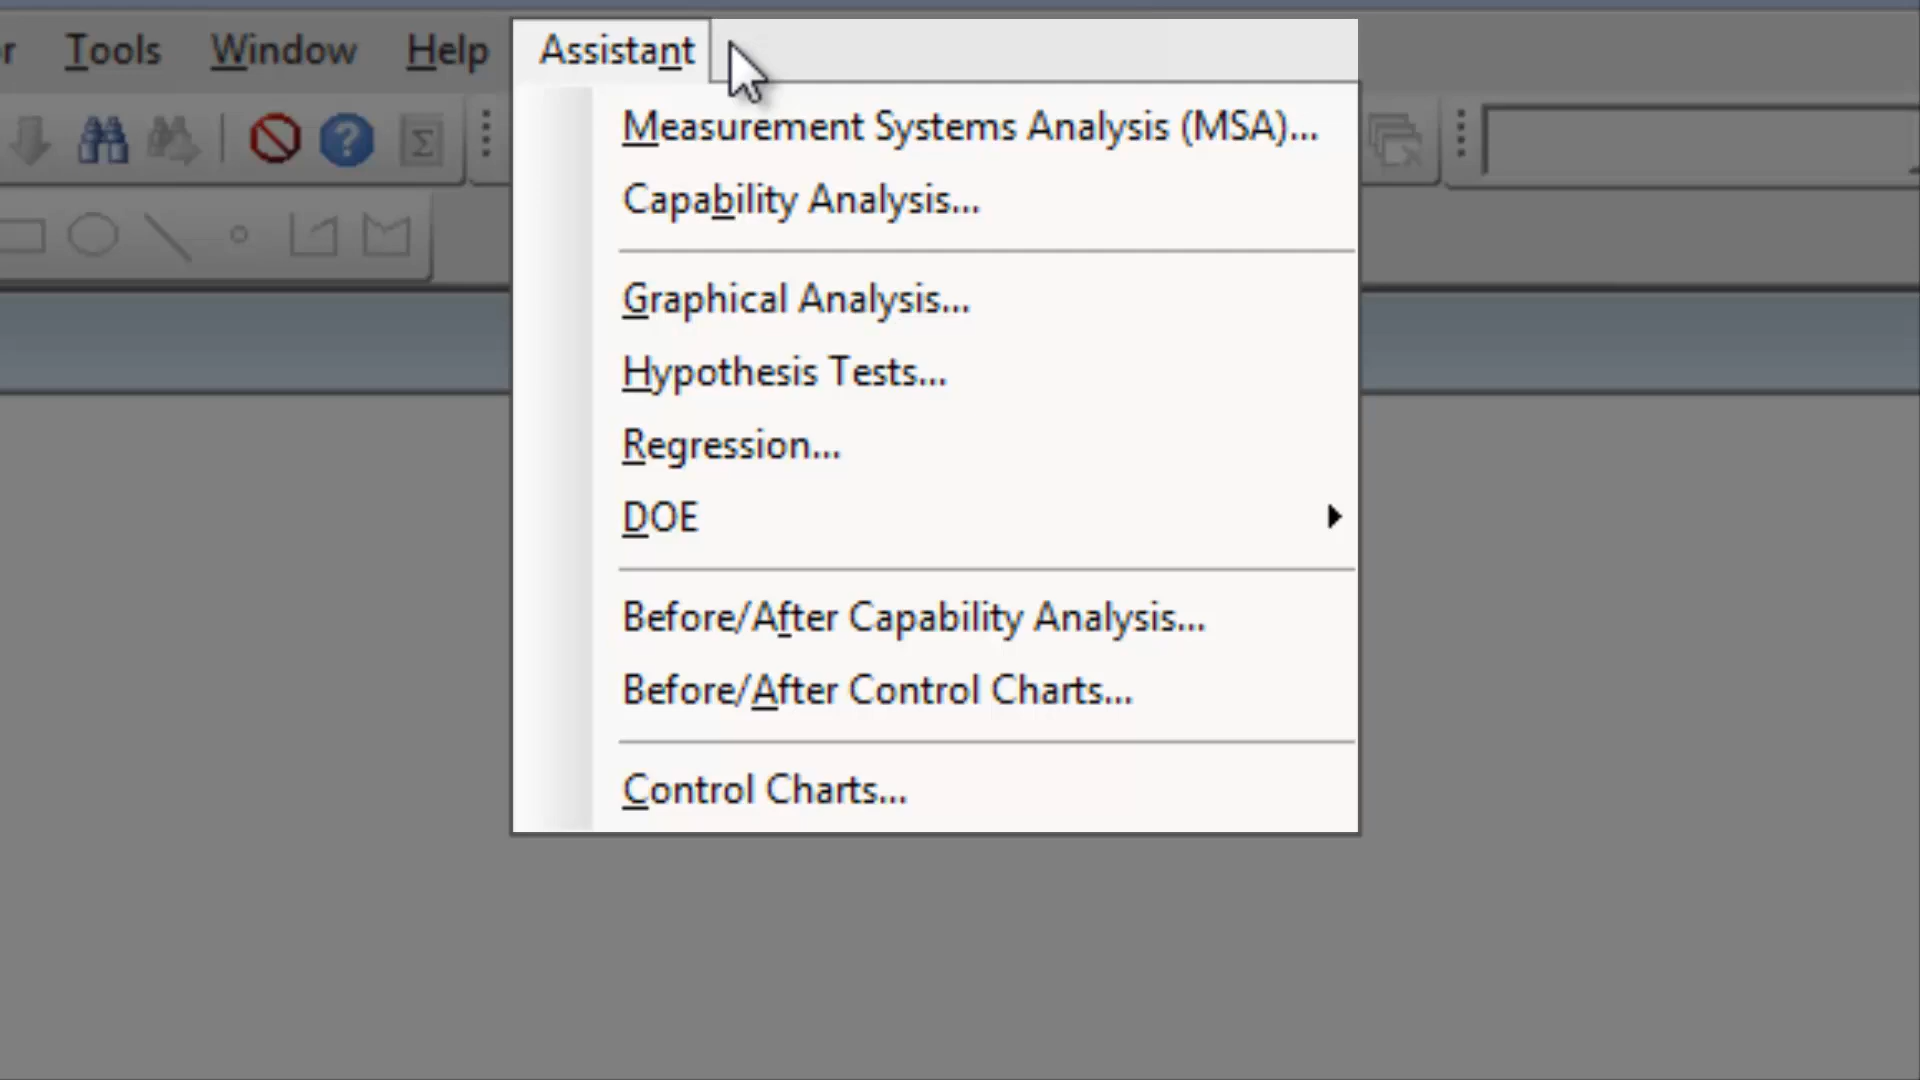 r Tools Window Help Assistant
Measurement Systems Analysis (MSA)...
Capability Analysis...
Graphical Analysis...
Hypothesis Tests...
Regression...
DOE
Before/After Capability Analysis...
Before/After Control Charts...
Control Charts...